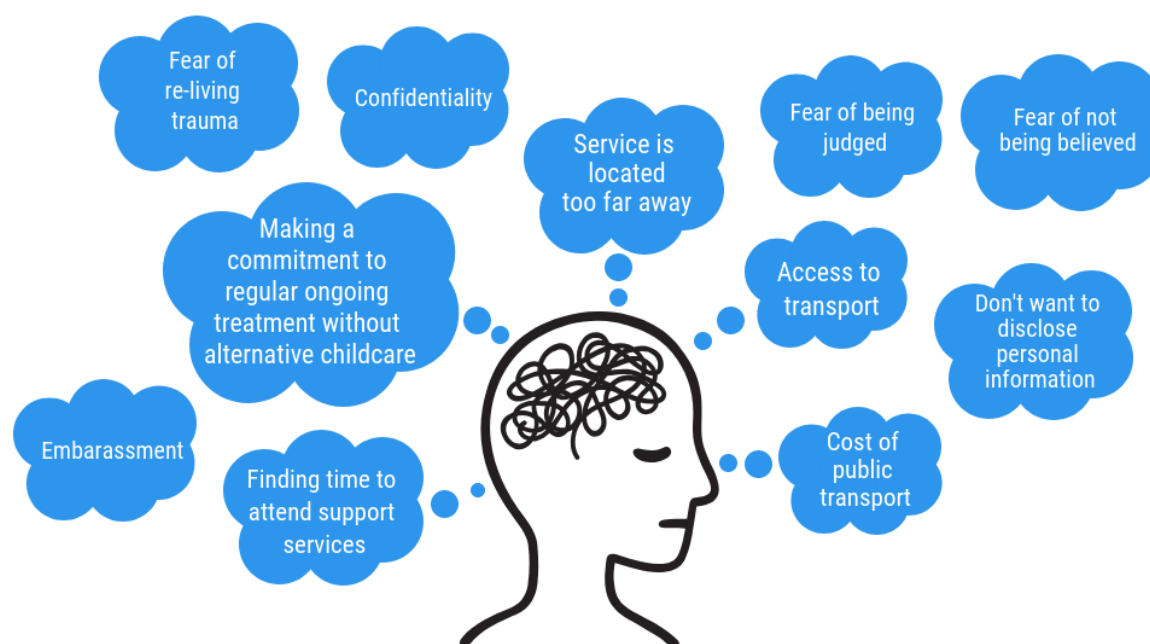 Fear of
re-living
trauma
Confidentiality
Service is
located
too far away
Fear of being
judged
Fear of not
being believed
Making a
commitment to
regular ongoing
treatment without
alternative childcare
Access to
transport
Don't want to
disclose
personal
information
Embarassment
Finding time to
attend support
services
Cost of
public
transport